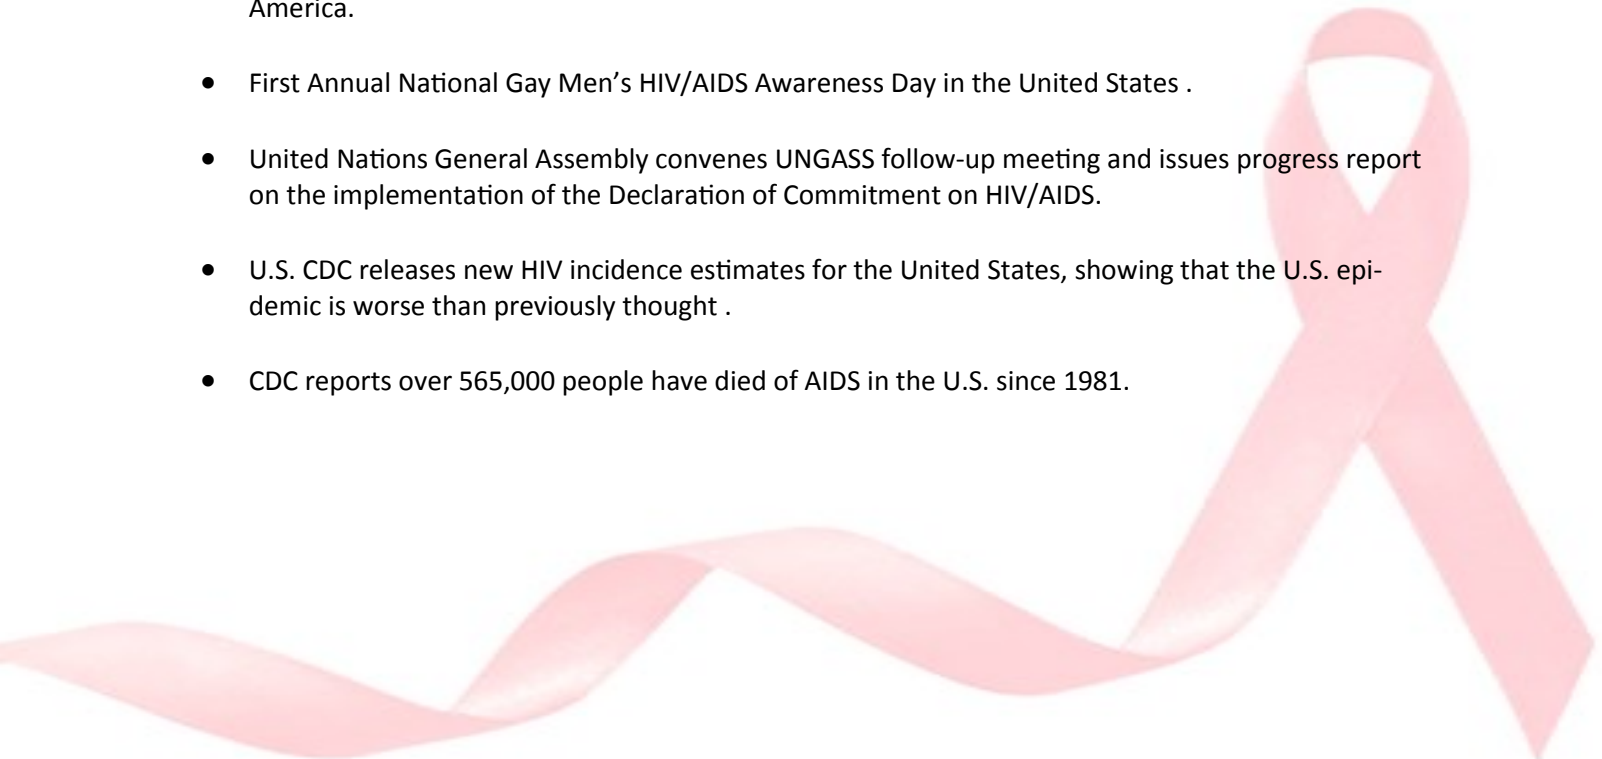 America.
• First Annual National Gay Men’s HIV/AIDS Awareness Day in the United States .
• United Nations General Assembly convenes UNGASS follow-up meeting and issues progress report
on the implementation of the Declaration of Commitment on HIV/AIDS.
• U.S. CDC releases new HIV incidence estimates for the United States, showing that the U.S. epi-
demic is worse than previously thought .
• CDC reports over 565,000 people have died of AIDS in the U.S. since 1981.